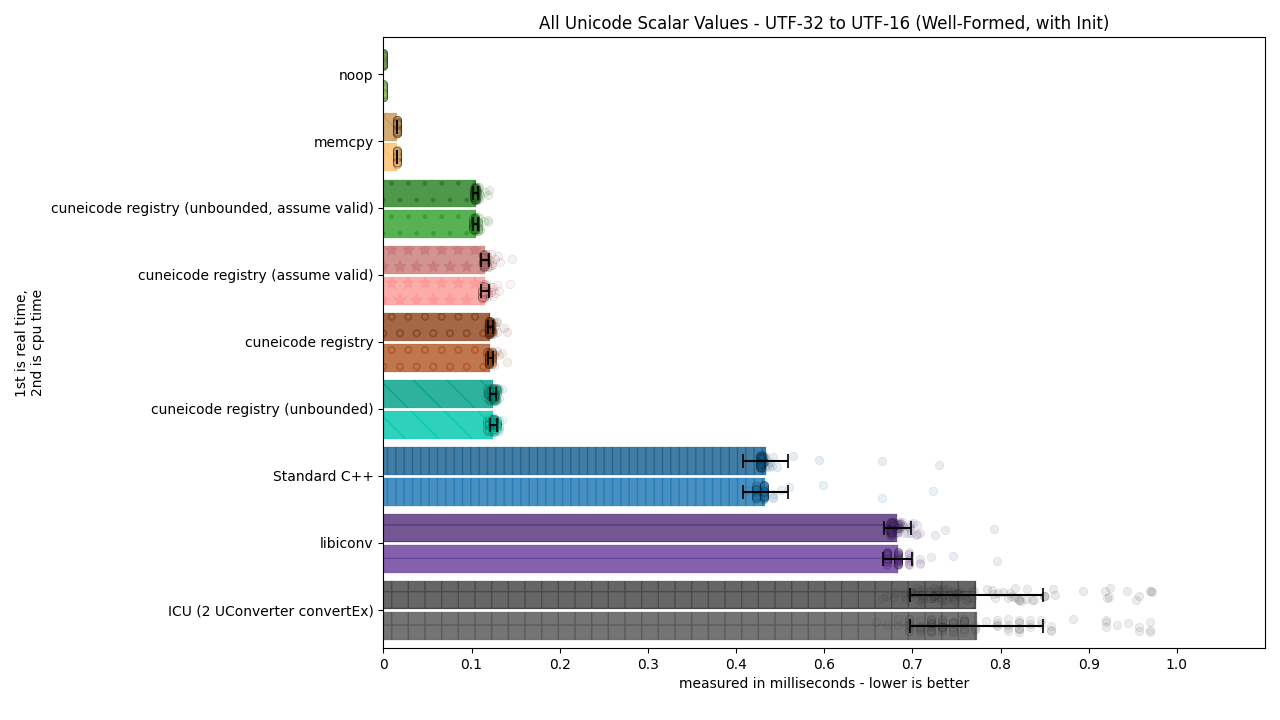 All Unicode Scalar Values - UTF-32 to UTF-16 (Well-Formed, with Init)
1st is real time,
2nd is cpu time
noop
memcpy
cuneicode registry (unbounded, assume valid)
cuneicode registry (assume valid)
cuneicode registry
cuneicode registry (unbounded)
Standard C++
libiconv
ICU (2 UConverter convertEx)
0 0.1 0.2 0.3 0.4 0.5 0.6 0.7 0.8 0.9 1.0
measured in milliseconds - lower is better